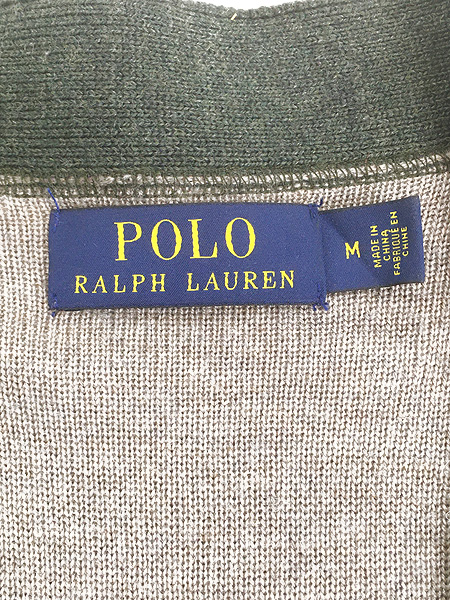 POLO
RALPH LAUREN
M
MADE IN
CHINA
FABRIQUÉ EN
CHINE